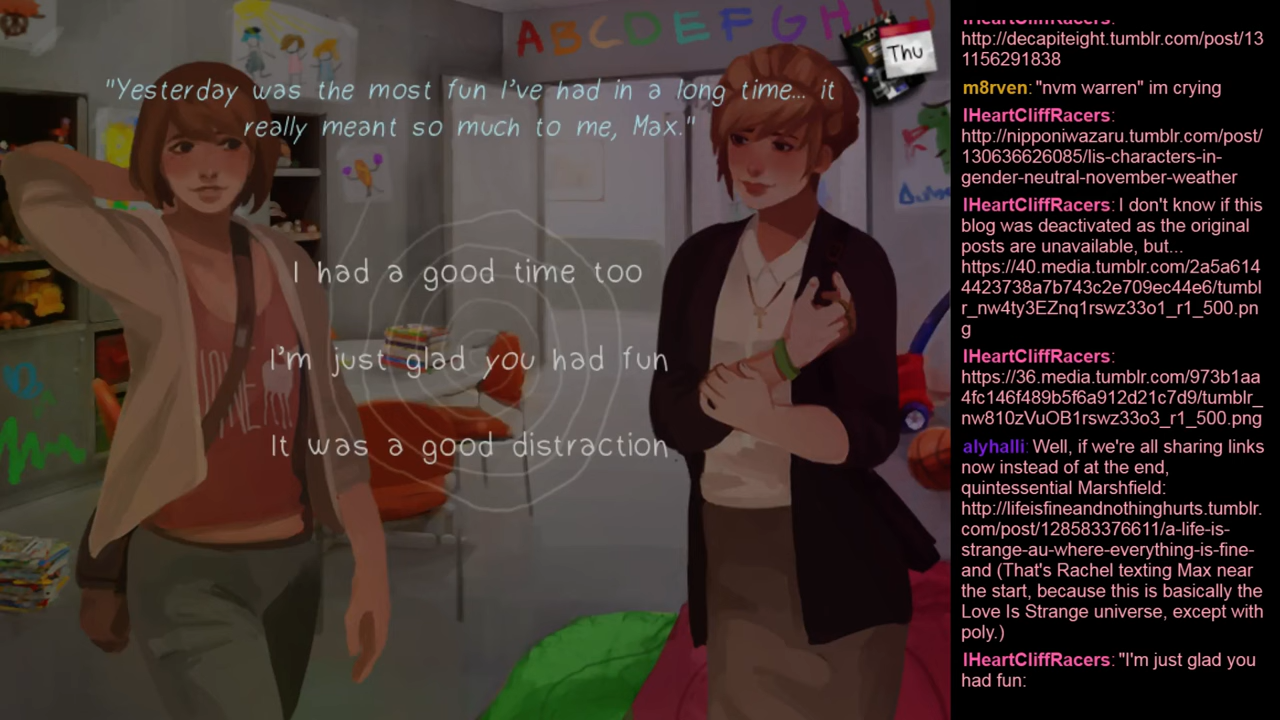 ABCDEFGH
Thu
"Yesterday was the most fun I've had in a long time... it
really meant so much to me, Max."
I had a good time too
I'm just glad you had fun
It was a good distraction
IHeartCliffRacers:
http://decapiteight.tumblr.com/post/13
1156291838
m8rven: "nvm warren" im crying
IHeartCliffRacers:
http://nipponiwazaru.tumblr.com/post/
130636626085/lis-characters-in-
gender-neutral-november-weather
IHeartCliffRacers: I don't know if this
blog was deactivated as the original
posts are unavailable, but...
https://40.media.tumblr.com/2a5a614
4423738a7b743c2e709ec44e6/tumbl
r_nw4ty3EZnq1rswz33o1_r1_500.pn
g
IHeartCliffRacers:
https://36.media.tumblr.com/973b1aa
4fc146f489b5f6a912d21c7d9/tumblr_
nw810zVuOB1rswz33o3_r1_500.png
alyhalli: Well, if we're all sharing links
now instead of at the end,
quintessential Marshfield:
http://lifeisfineandnothinghurts.tumblr.
com/post/128583376611/a-life-is-
strange-au-where-everything-is-fine-
and (That's Rachel texting Max near
the start, because this is basically the
Love Is Strange universe, except with
poly.)
IHeartCliffRacers: "I'm just glad you
had fun: